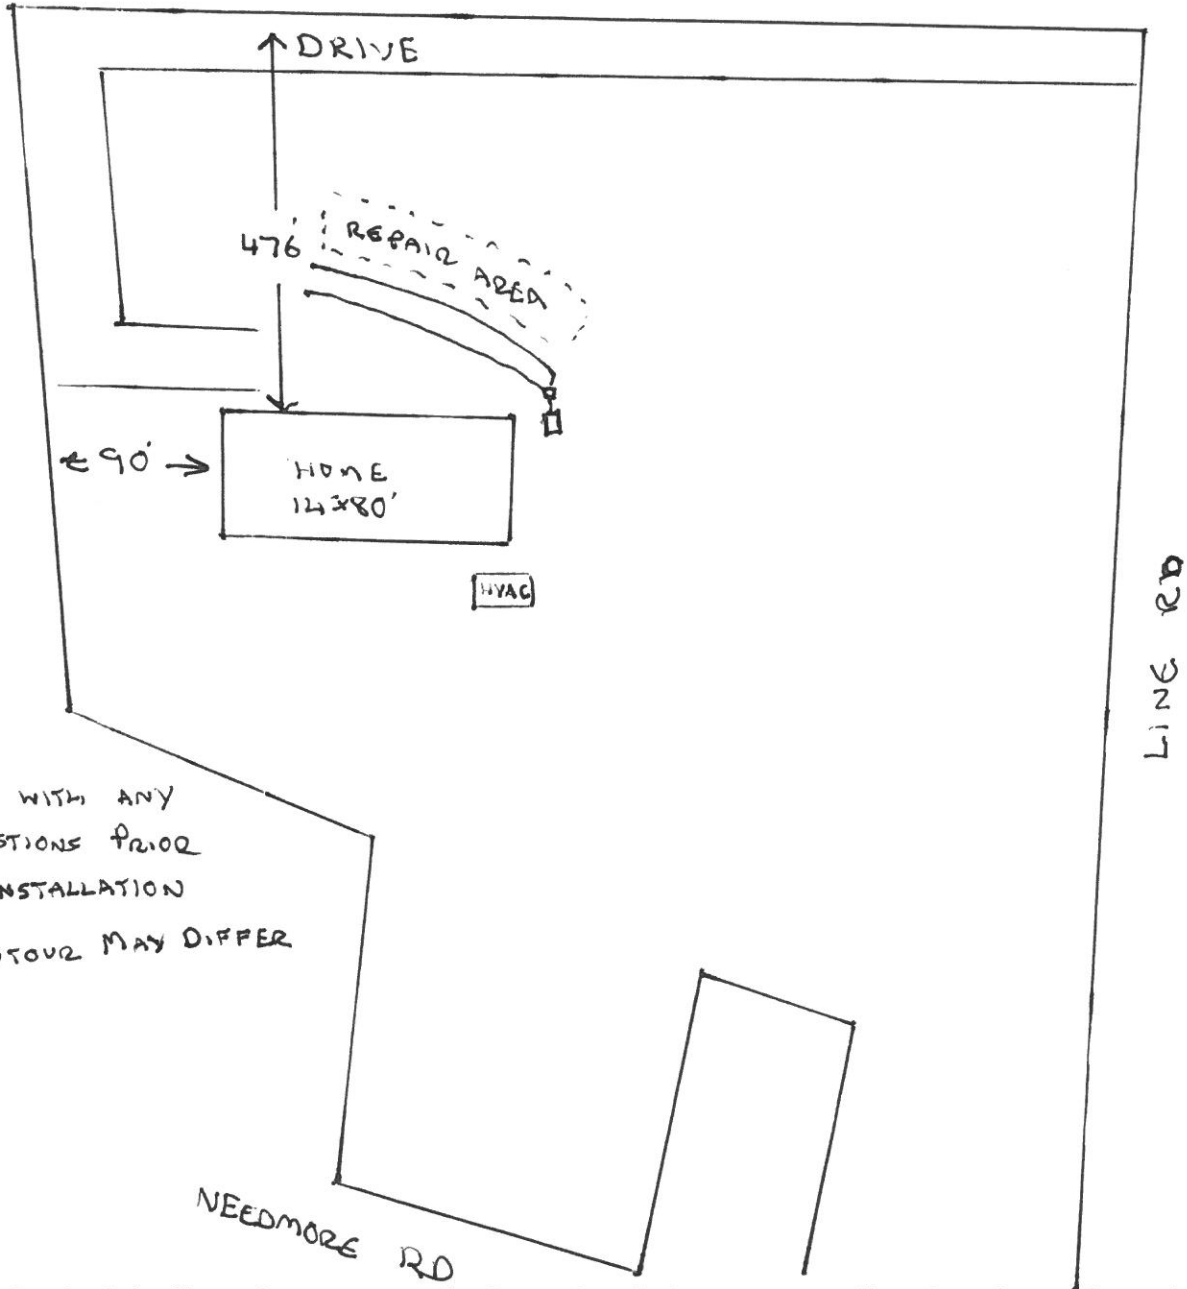 DRIVE
476'
REPAIR AREA
90'
HOME
14x80'
HVAC
LINE RD
WITH ANY
STIONS PRIOR
NSTALLATION
TOUR MAY DIFFER
NEEDMORE RD